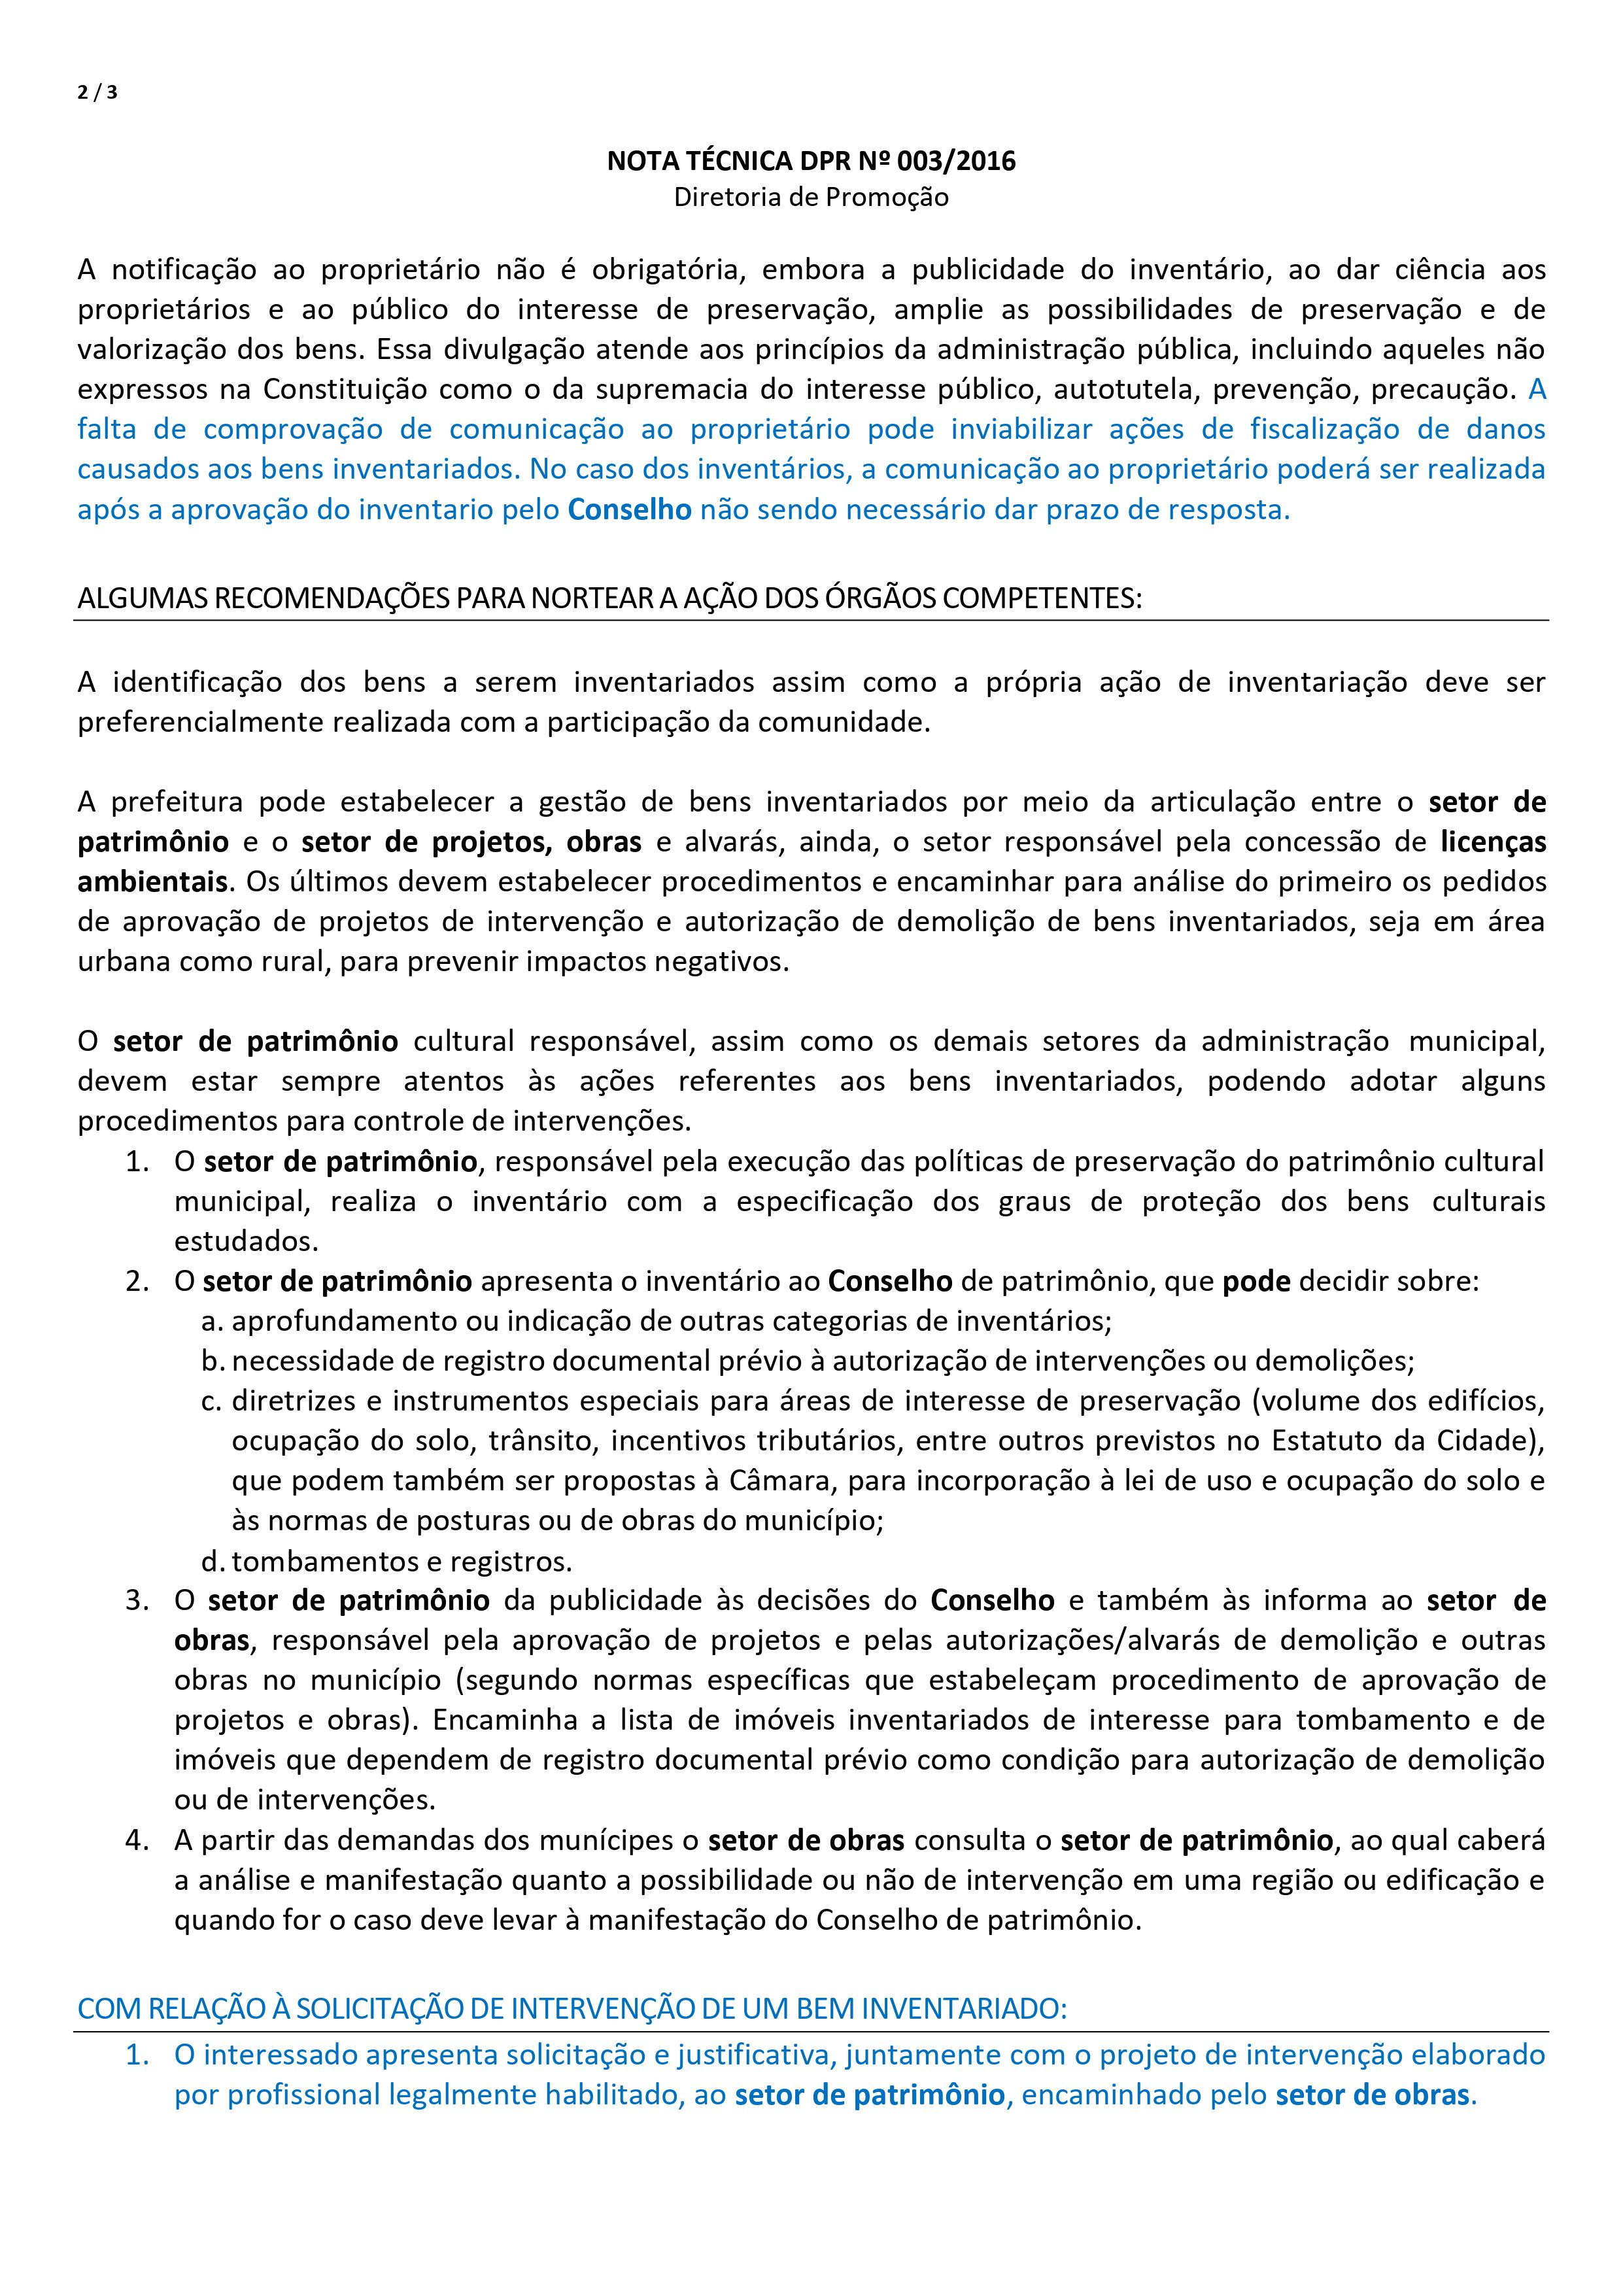 2 / 3
NOTA TÉCNICA DPR Nº 003/2016
Diretoria de Promoção
A notificação ao proprietário não é obrigatória, embora a publicidade do inventário, ao dar ciência aos
proprietários e ao público do interesse de preservação, amplie as possibilidades de preservação e de
valorização dos bens. Essa divulgação atende aos princípios da administração pública, incluindo aqueles não
expressos na Constituição como o da supremacia do interesse público, autotutela, prevenção, precaução. A
falta de comprovação de comunicação ao proprietário pode inviabilizar ações de fiscalização de danos
causados aos bens inventariados. No caso dos inventários, a comunicação ao proprietário poderá ser realizada
após a aprovação do inventario pelo Conselho não sendo necessário dar prazo de resposta.
ALGUMAS RECOMENDAÇÕES PARA NORTEAR A AÇÃO DOS ÓRGÃOS COMPETENTES:
A identificação dos bens a serem inventariados assim como a própria ação de inventariação deve ser
preferencialmente realizada com a participação da comunidade.
A prefeitura pode estabelecer a gestão de bens inventariados por meio da articulação entre o setor de
patrimônio e o setor de projetos, obras e alvarás, ainda, o setor responsável pela concessão de licenças
ambientais. Os últimos devem estabelecer procedimentos e encaminhar para análise do primeiro os pedidos
de aprovação de projetos de intervenção e autorização de demolição de bens inventariados, seja em área
urbana como rural, para prevenir impactos negativos.
O setor de patrimônio cultural responsável, assim como os demais setores da administração municipal,
devem estar sempre atentos às ações referentes aos bens inventariados, podendo adotar alguns
procedimentos para controle de intervenções.
1. O setor de patrimônio, responsável pela execução das políticas de preservação do patrimônio cultural
municipal, realiza o inventário com a especificação dos graus de proteção dos bens culturais
estudados.
2. O setor de patrimônio apresenta o inventário ao Conselho de patrimônio, que pode decidir sobre:
a. aprofundamento ou indicação de outras categorias de inventários;
b. necessidade de registro documental prévio à autorização de intervenções ou demolições;
c. diretrizes e instrumentos especiais para áreas de interesse de preservação (volume dos edifícios,
ocupação do solo, trânsito, incentivos tributários, entre outros previstos no Estatuto da Cidade),
que podem também ser propostas à Câmara, para incorporação à lei de uso e ocupação do solo e
às normas de posturas ou de obras do município;
d. tombamentos e registros.
3. O setor de patrimônio da publicidade às decisões do Conselho e também às informa ao setor de
obras, responsável pela aprovação de projetos e pelas autorizações/alvarás de demolição e outras
obras no município (segundo normas específicas que estabeleçam procedimento de aprovação de
projetos e obras). Encaminha a lista de imóveis inventariados de interesse para tombamento e de
imóveis que dependem de registro documental prévio como condição para autorização de demolição
ou de intervenções.
4. A partir das demandas dos munícipes o setor de obras consulta o setor de patrimônio, ao qual caberá
a análise e manifestação quanto a possibilidade ou não de intervenção em uma região ou edificação e
quando for o caso deve levar à manifestação do Conselho de patrimônio.
COM RELAÇÃO À SOLICITAÇÃO DE INTERVENÇÃO DE UM BEM INVENTARIADO:
1. O interessado apresenta solicitação e justificativa, juntamente com o projeto de intervenção elaborado
por profissional legalmente habilitado, ao setor de patrimônio, encaminhado pelo setor de obras.